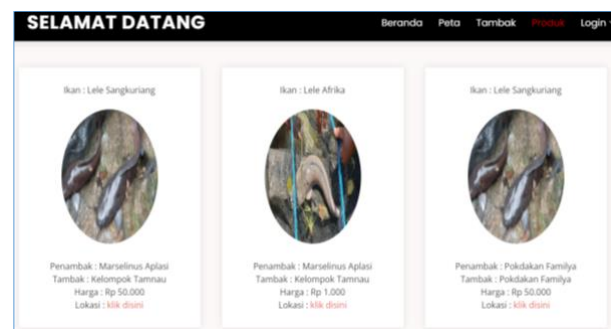 SELAMAT DATANG
Beranda Peta Tambak Produk Login
Ikan : Lele Sangkuriang
Penambak : Marselinus Aplasi
Tambak : Kelompok Tamnau
Harga : Rp 50.000
Lokasi : klik disini
Ikan : Lele Afrika
Penambak : Marselinus Aplasi
Tambak : Kelompok Tamnau
Harga : Rp 1.000
Lokasi : klik disini
Ikan : Lele Sangkuriang
Penambak : Pokdakan Familya
Tambak : Pokdakan Familya
Harga : Rp 50.000
Lokasi : klik disini